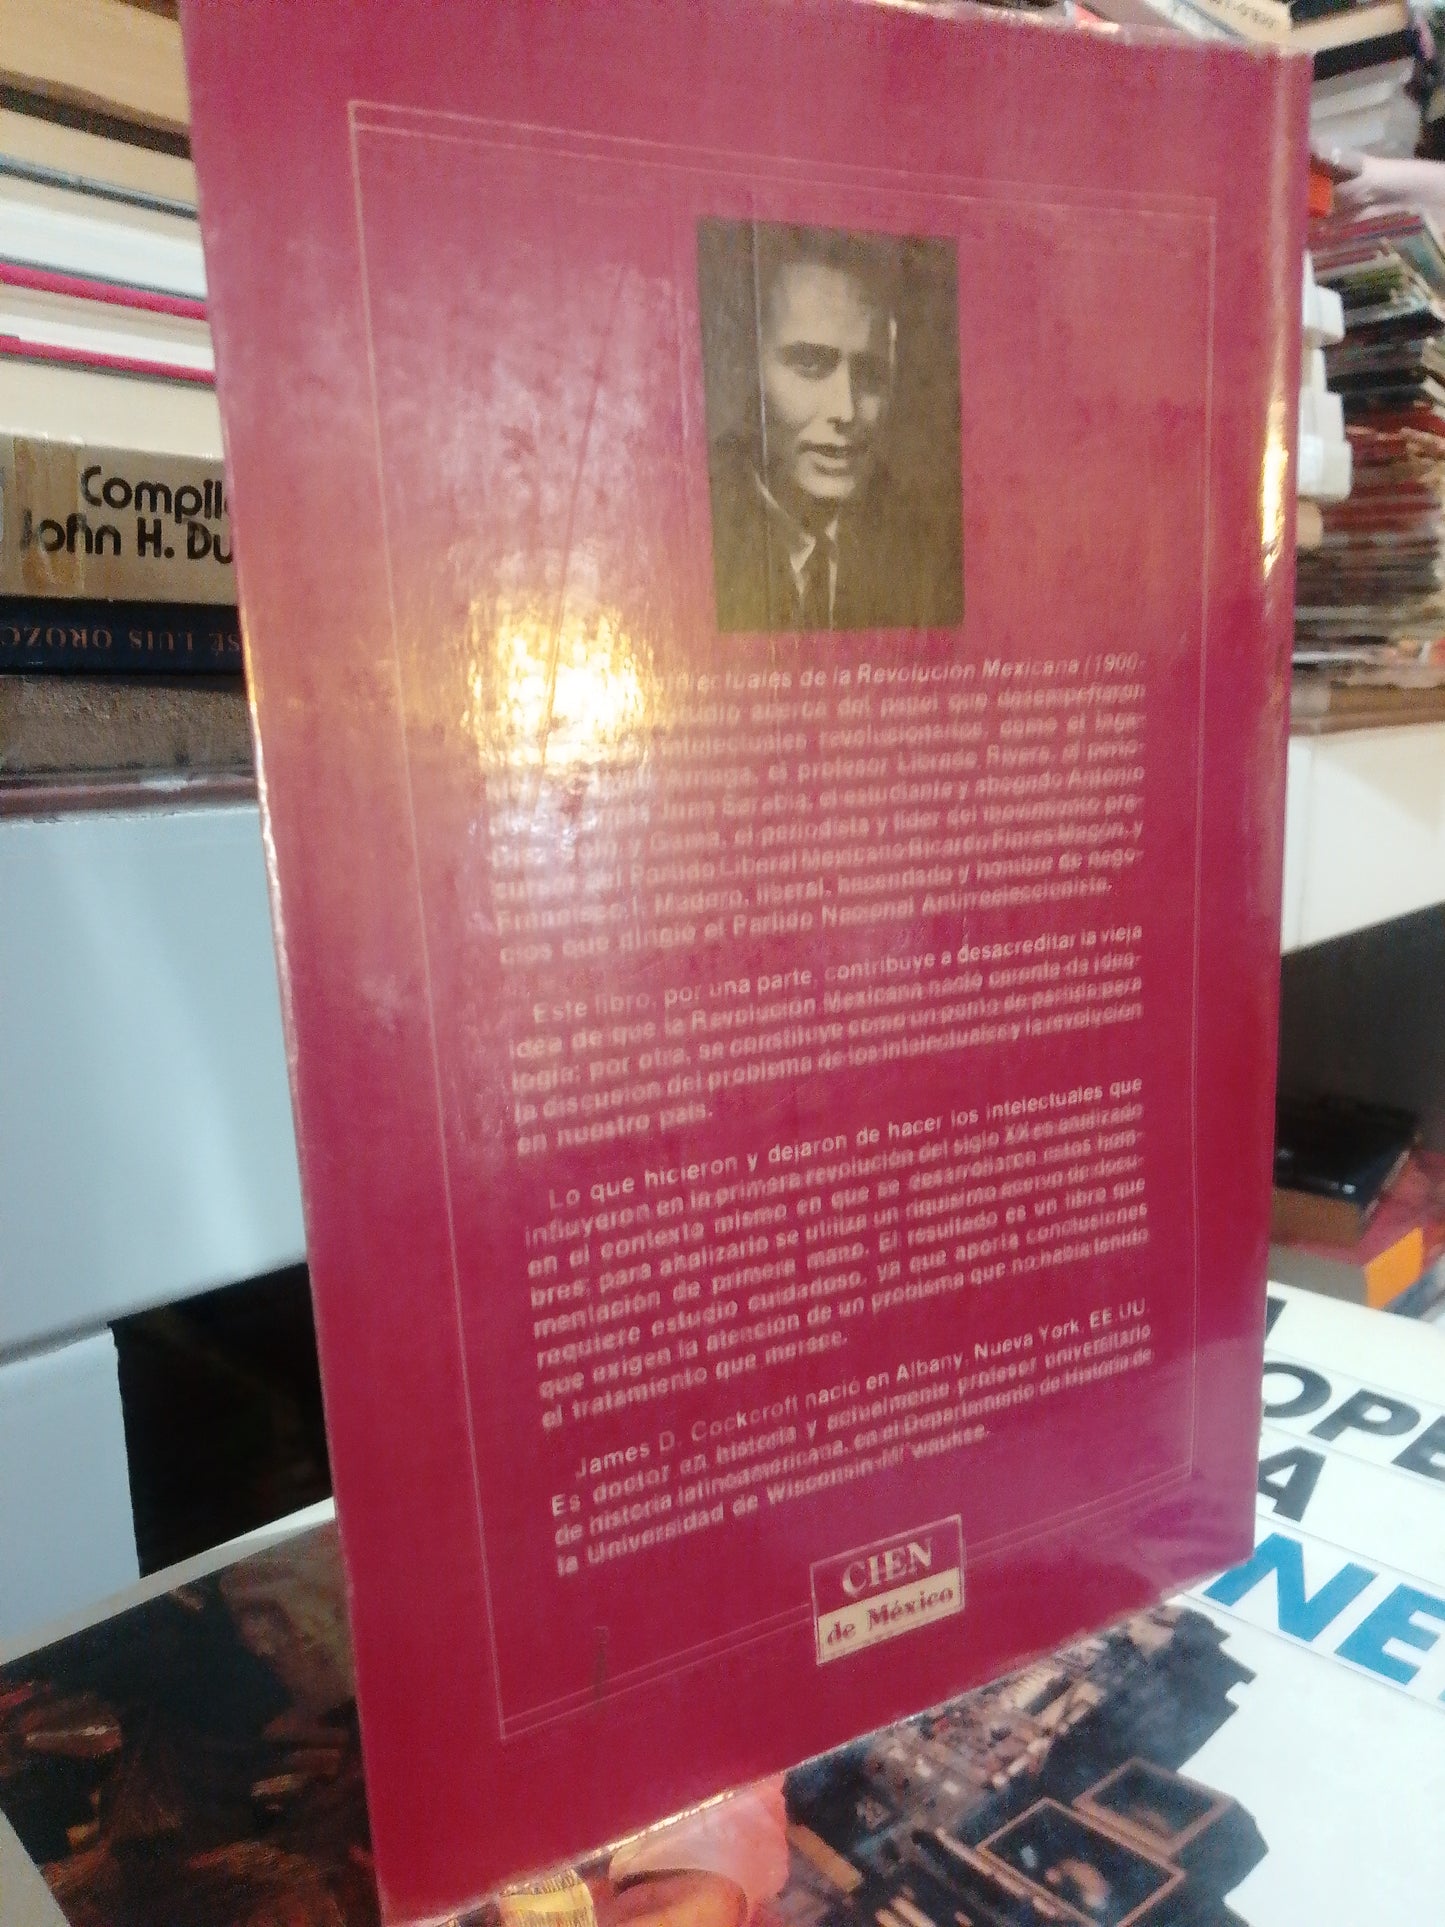 Compil
John H. Du
SÉ LUIS OROZC
tectuales de la Revolución Mexicana (1900-
tudio acerca del papel que desempeñaron
intelectuales revolucionarios, como el inge-
Arriaga, el profesor Librado Rivera, el perio-
Juan Sarabia, el estudiante y abogado Antonio
Díaz Soto y Gama, el periodista y líder del movimiento pre-
cursor del Partido Liberal Mexicano Ricardo Flores Magón, y
Francisco I. Madero, liberal, hacendado y hombre de nego-
cios que dirigió el Partido Nacional Antirreeleccionista.
Este libro, por una parte, contribuye a desacreditar la vieja
idea de que la Revolución Mexicana nació carente de ideo-
logía; por otra, se constituye como un punto de partida para
la discusión del problema de los intelectuales y la revolución
en nuestro país.
Lo que hicieron y dejaron de hacer los intelectuales que
influyeron en la primera revolución del siglo XX es analizado
en el contexto mismo en que se desarrollaron estos hom-
bres; para analizarlo se utiliza un riquísimo acervo de docu-
mentación de primera mano. El resultado es un libro que
requiere estudio cuidadoso, ya que aporta conclusiones
que exigen la atención de un problema que no había tenido
el tratamiento que merece.
James D. Cockcroft nació en Albany, Nueva York, EE.UU.
Es doctor en historia y actualmente profesor universitario
de historia latinoamericana, en el Departamento de Historia de
la Universidad de Wisconsin-Milwaukee.
CIEN
de México
OPE
A
NE